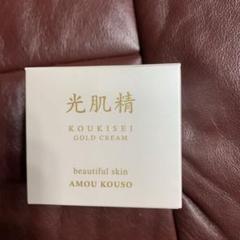 光肌精
KOUKISEI
GOLD CREAM
beautiful skin
AMOU KOUSO